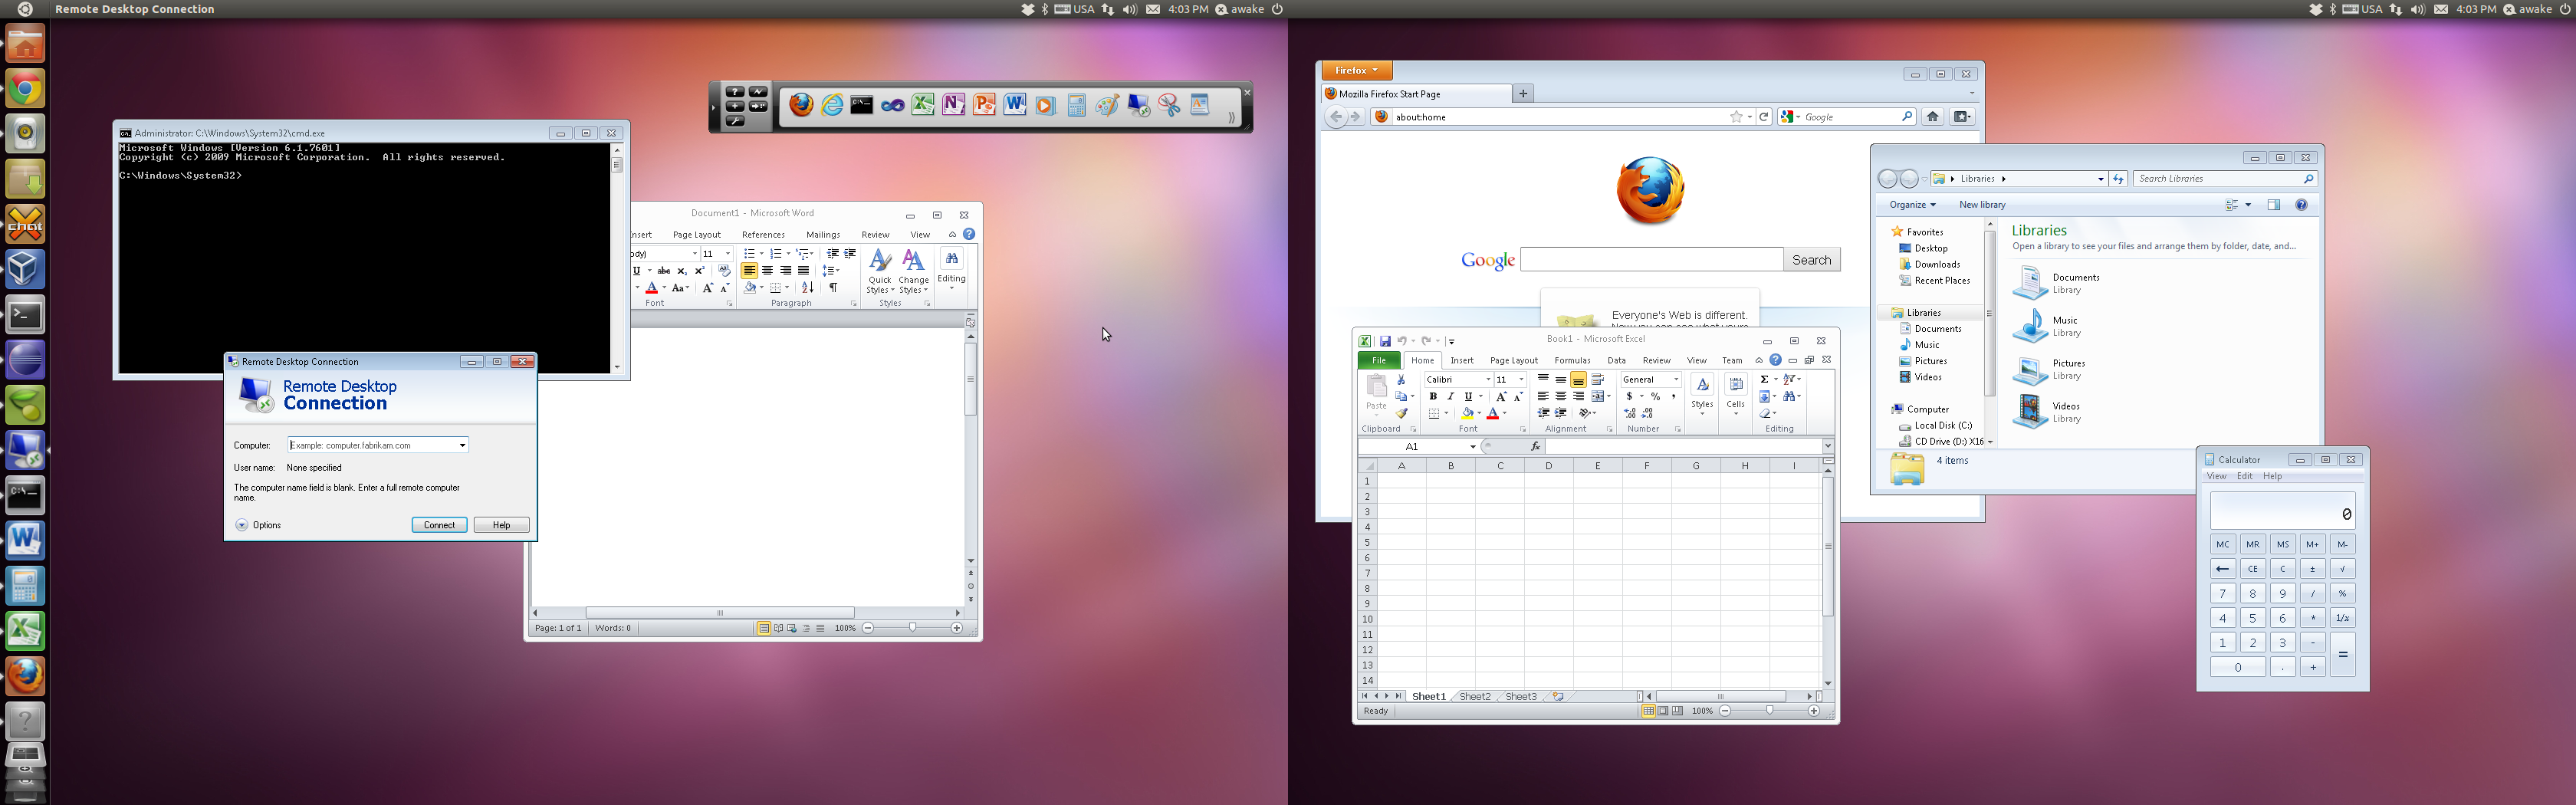 Remote Desktop Connection
USA
4:03 PM
awake
USA
4:03 PM
awake
Administrator: C:\Windows\System32\cmd.exe
Microsoft Windows [Version 6.1.7601]
Copyright (c) 2009 Microsoft Corporation.  All rights reserved.
C:\Windows\System32>
Remote Desktop Connection
Remote Desktop
Connection
Computer:
Example: computer.fabrikam.com
User name:
None specified
The computer name field is blank. Enter a full remote computer
name.
Options
Connect
Help
Document1 - Microsoft Word
nsert
Page Layout
References
Mailings
Review
View
ody)
11
Quick
Styles
Change
Styles
Editing
Font
Paragraph
Styles
Page: 1 of 1
Words: 0
100%
Firefox
Mozilla Firefox Start Page
about:home
Google
Google
Search
Everyone's Web is different.
Book1 - Microsoft Excel
File
Home
Insert
Page Layout
Formulas
Data
Review
View
Team
Paste
Calibri
11
General
Styles
Cells
Clipboard
Font
Alignment
Number
Editing
A1
fx
A B C D E F G H I
1
2
3
4
5
6
7
8
9
10
11
12
13
14
Sheet1
Sheet2
Sheet3
Ready
100%
Libraries
Search Libraries
Organize
New library
Favorites
Desktop
Downloads
Recent Places
Libraries
Documents
Music
Pictures
Videos
Computer
Local Disk (C:)
CD Drive (D:) X16
Libraries
Open a library to see your files and arrange them by folder, date, and...
Documents
Library
Music
Library
Pictures
Library
Videos
Library
4 items
Calculator
View Edit Help
0
MC MR MS M+ M-
← CE C ± √
7 8 9 / %
4 5 6 * 1/x
1 2 3 - =
0 . +